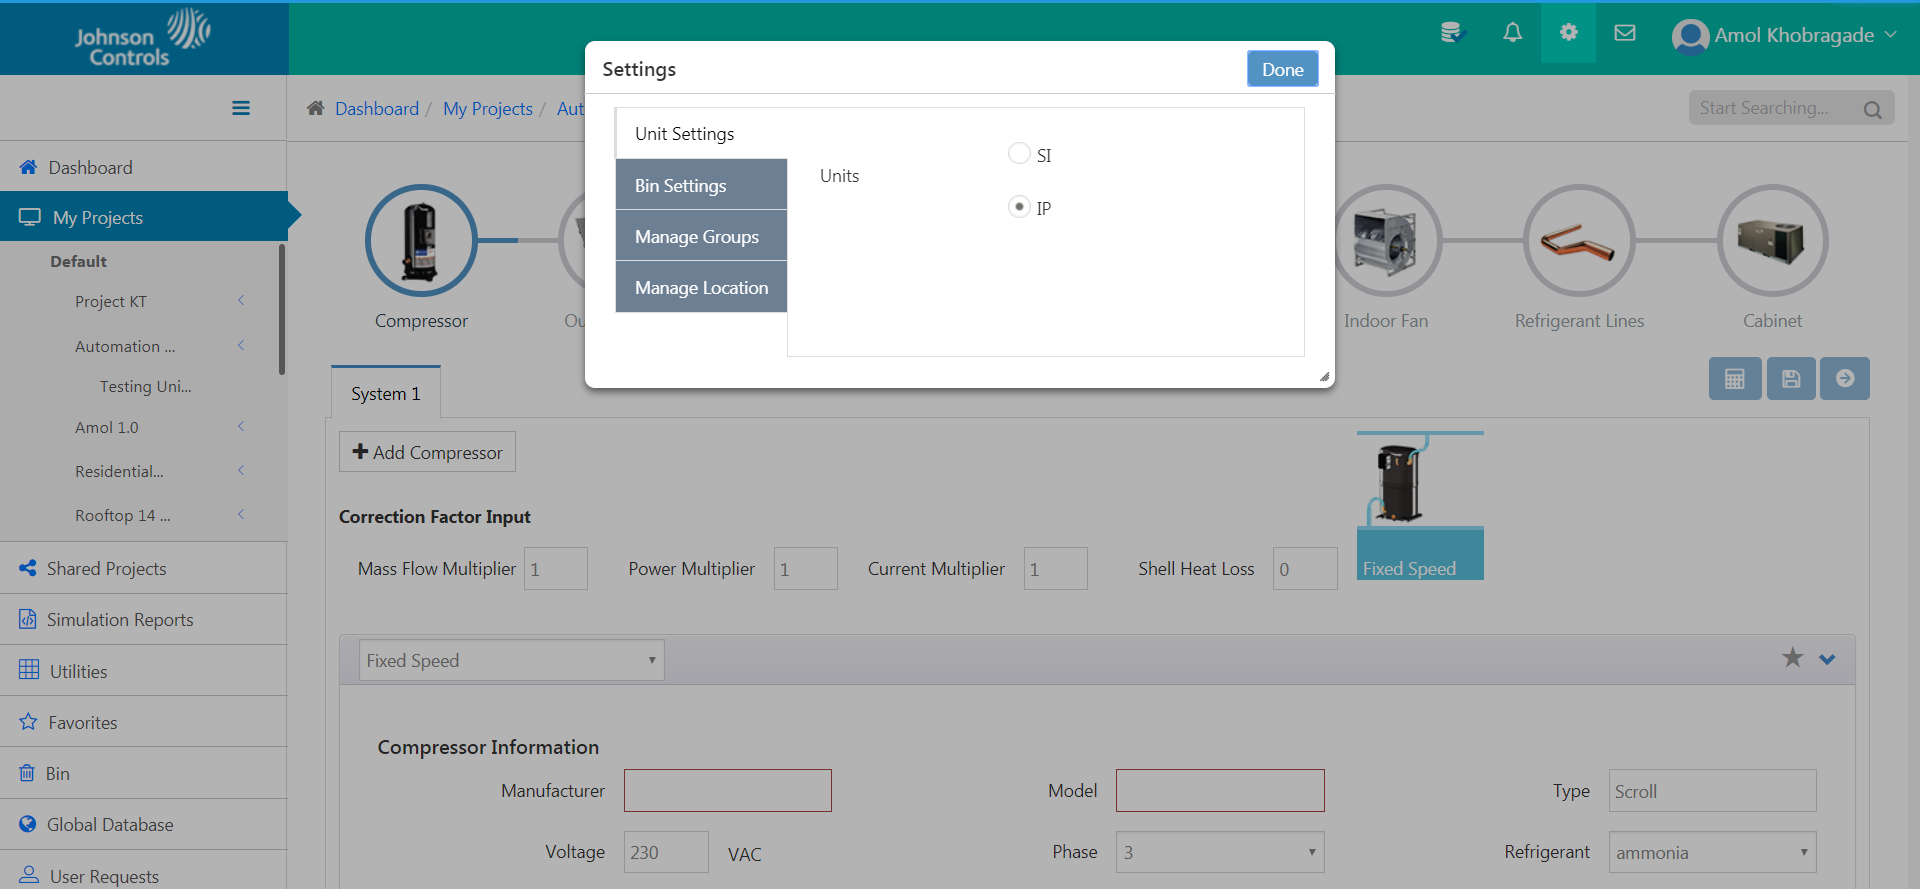 Johnson
Controls
Amol Khobragade
Settings
Done
Dashboard / My Projects / Aut
Start Searching...
Unit Settings
Bin Settings
Manage Groups
Manage Location
Units
SI
IP
Dashboard
My Projects
Default
Project KT
Automation ...
Testing Uni...
Amol 1.0
Residential...
Rooftop 14 ...
Shared Projects
Simulation Reports
Utilities
Favorites
Bin
Global Database
User Requests
Compressor
Ou
Indoor Fan
Refrigerant Lines
Cabinet
System 1
Add Compressor
Correction Factor Input
Mass Flow Multiplier 1
Power Multiplier 1
Current Multiplier 1
Shell Heat Loss 0
Fixed Speed
Fixed Speed
Compressor Information
Manufacturer
Model
Type Scroll
Voltage 230 VAC
Phase 3
Refrigerant ammonia